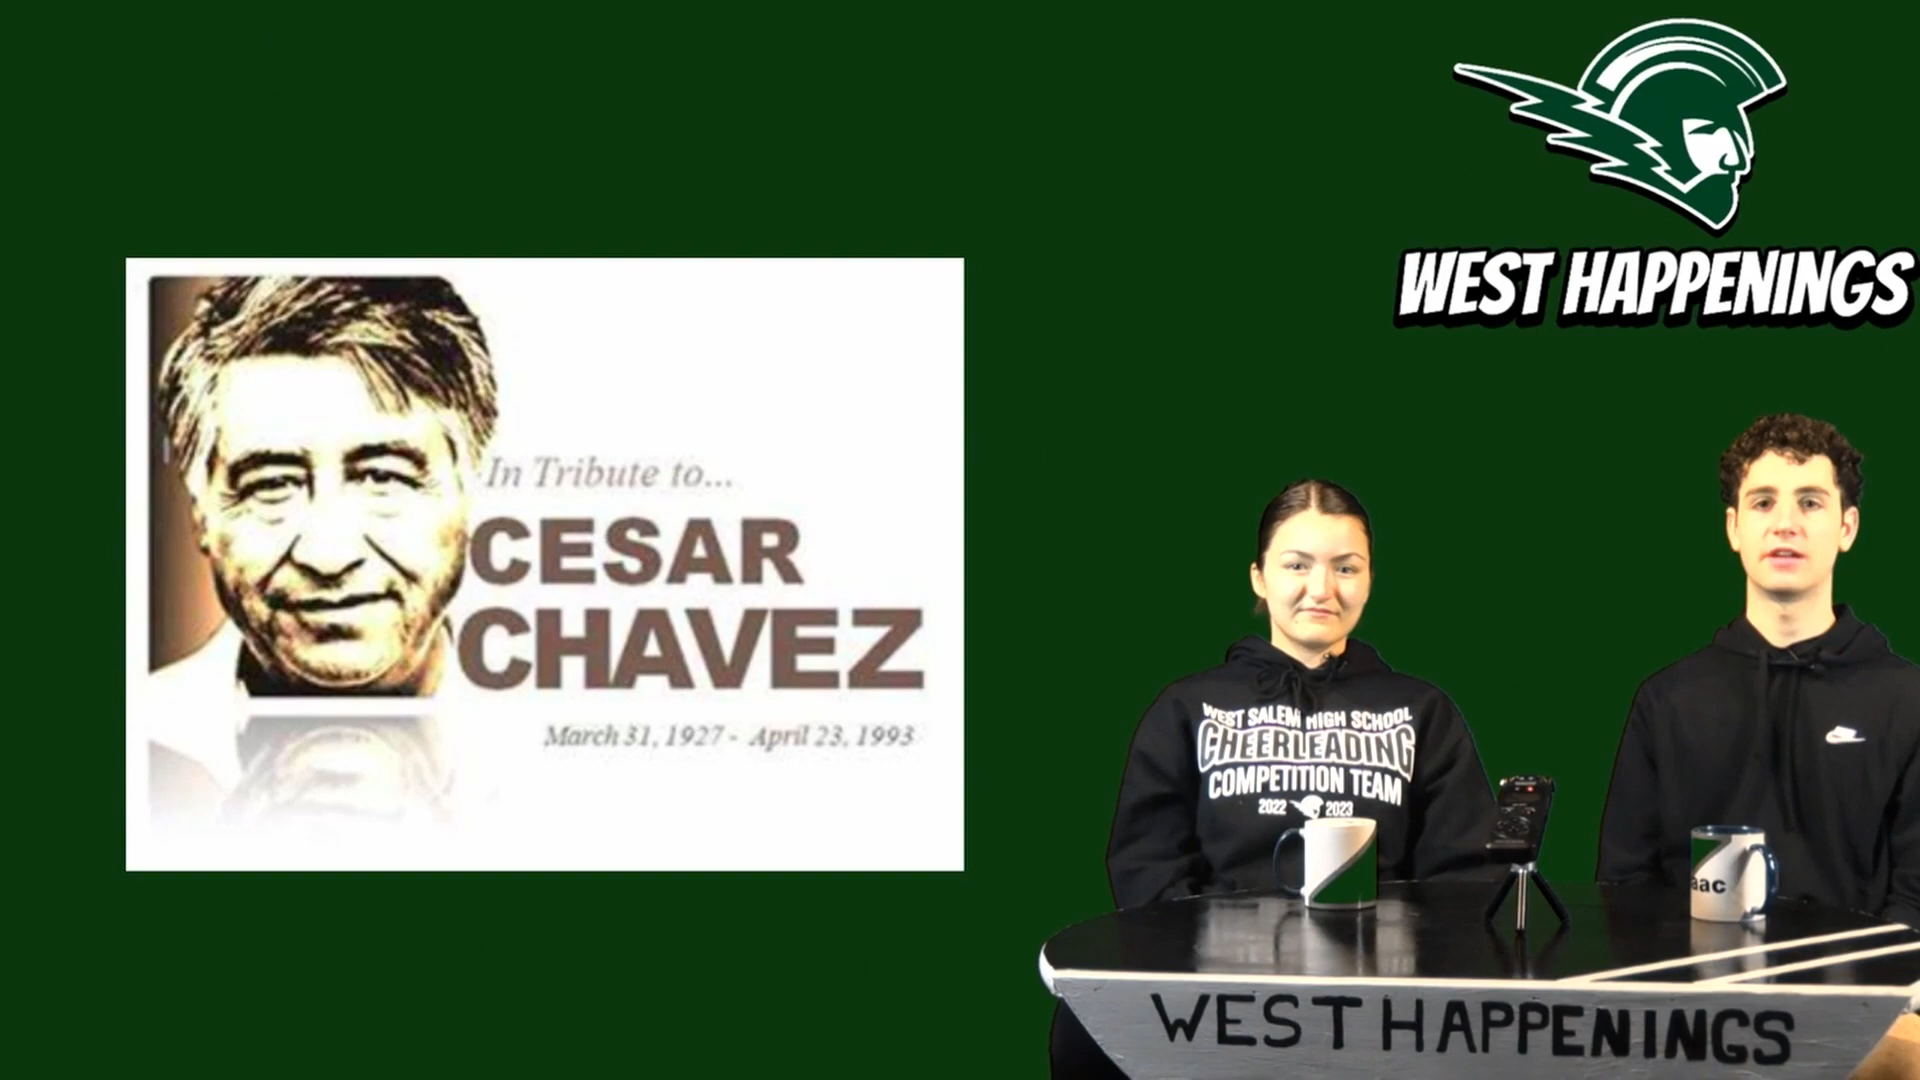 WEST HAPPENINGS
In Tribute to...
CESAR
CHAVEZ
March 31, 1927 - April 23, 1993
WEST SALEM HIGH SCHOOL
CHEERLEADING
COMPETITION TEAM
2022 2023
aac
WEST HAPPENINGS